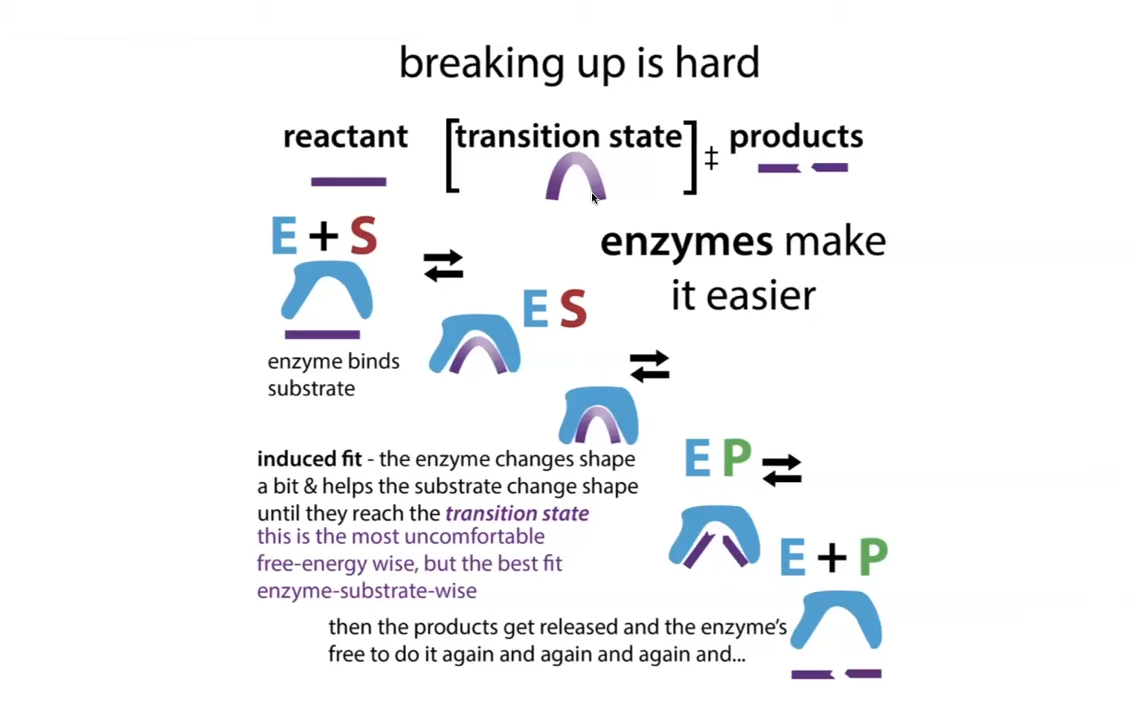 breaking up is hard
reactant [transition state]‡ products
E + S
enzymes make
it easier
E S
enzyme binds
substrate
E P
induced fit - the enzyme changes shape
a bit & helps the substrate change shape
until they reach the transition state
this is the most uncomfortable
free-energy wise, but the best fit
enzyme-substrate-wise
E + P
then the products get released and the enzyme's
free to do it again and again and again and...